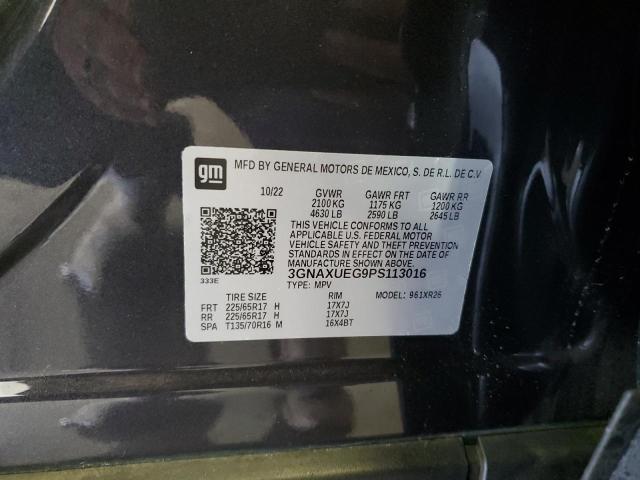 gm
MFD BY GENERAL MOTORS DE MEXICO, S. DE R.L. DE C.V
10/22 GVWR GAWR FRT GAWR RR
2100 KG 1175 KG 1200 KG
4630 LB 2590 LB 2645 LB
THIS VEHICLE CONFORMS TO ALL
APPLICABLE U.S. FEDERAL MOTOR
VEHICLE SAFETY AND THEFT PREVENTION
STANDARDS IN EFFECT ON THE DATE
OF MANUFACTURE SHOWN ABOVE.
333E 3GNAXUEG9PS113016
TYPE: MPV MODEL: 961XR26
TIRE SIZE RIM
FRT 225/65R17 H 17X7J
RR 225/65R17 H 17X7J
SPA T135/70R16 M 16X4BT